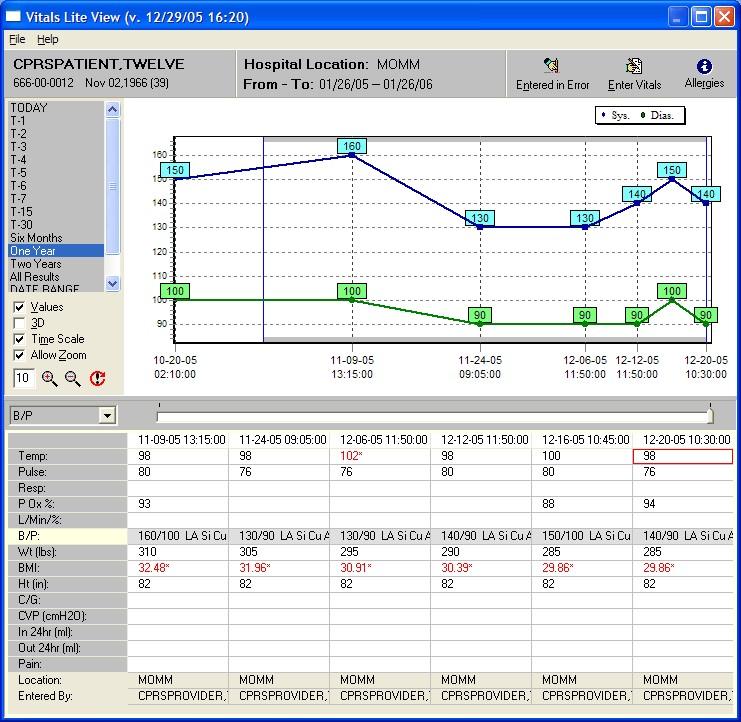 Vitals Lite View (v. 12/29/05 16:20)
File Help
CPRSPATIENT,TWELVE
666-00-0012 Nov 02,1966 (39)
Hospital Location: MOMM
From - To: 01/26/05 -- 01/26/06
Entered in Error Enter Vitals Allergies
TODAY
T-1
T-2
T-3
T-4
T-5
T-6
T-7
T-15
T-30
Six Months
One Year
Two Years
All Results
DATE RANGE
Values
3D
Time Scale
Allow Zoom
10
Sys. Dias.
160
150
140
130
120
110
100
90
150 160 130 130 140 150 140
100 100 90 90 90 100 90
10-20-05 11-09-05 11-24-05 12-06-05 12-12-05 12-20-05
02:10:00 13:15:00 09:05:00 11:50:00 11:50:00 10:30:00
B/P
11-09-05 13:15:00 11-24-05 09:05:00 12-06-05 11:50:00 12-12-05 11:50:00 12-16-05 10:45:00 12-20-05 10:30:00
Temp: 98 98 102* 98 100 98
Pulse: 80 76 76 80 80 76
Resp:
P Ox %: 93 88 94
L/Min/%:
B/P: 160/100 LA Si Cu 130/90 LA Si Cu A 130/90 LA Si Cu A 140/90 LA Si Cu A 150/100 LA Si Cu 140/90 LA Si Cu A
Wt (lbs): 310 305 295 290 285 285
BMI: 32.48* 31.96* 30.91* 30.39* 29.86* 29.86*
Ht (in): 82 82 82 82 82 82
C/G:
CVP (cmH2O):
In 24hr (ml):
Out 24hr (ml):
Pain:
Location: MOMM MOMM MOMM MOMM MOMM MOMM
Entered By: CPRSPROVIDER, CPRSPROVIDER, CPRSPROVIDER, CPRSPROVIDER, CPRSPROVIDER, CPRSPROVIDER,